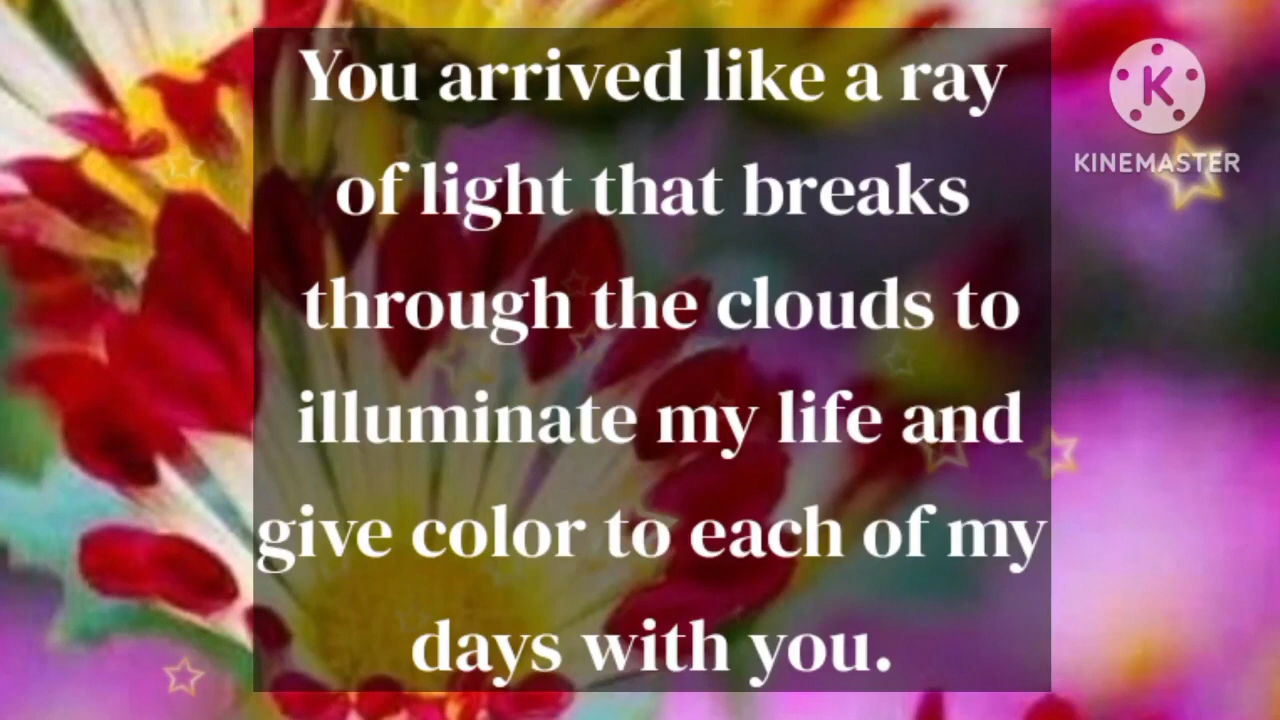 You arrived like a ray
of light that breaks
through the clouds to
illuminate my life and
give color to each of my
days with you.
K
KINEMASTER